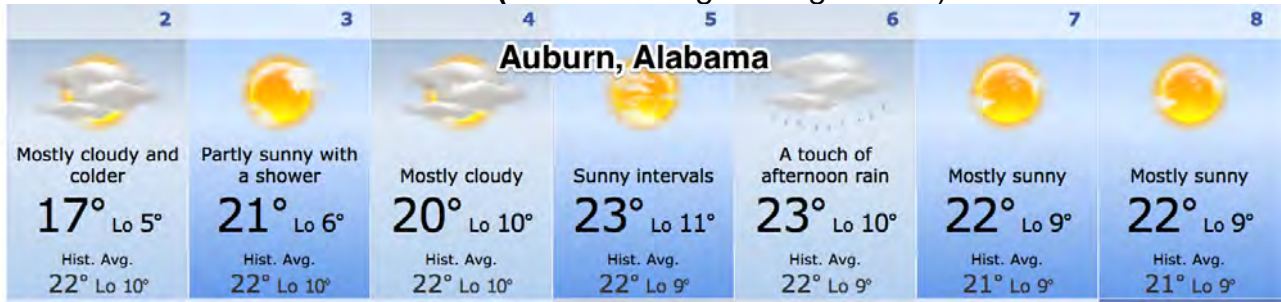 2 3 4 5 6 7 8
Auburn, Alabama
Mostly cloudy and
colder
17° Lo 5°
Hist. Avg.
22° Lo 10°
Partly sunny with
a shower
21° Lo 6°
Hist. Avg.
22° Lo 10°
Mostly cloudy
20° Lo 10°
Hist. Avg.
22° Lo 10°
Sunny intervals
23° Lo 11°
Hist. Avg.
22° Lo 9°
A touch of
afternoon rain
23° Lo 10°
Hist. Avg.
22° Lo 9°
Mostly sunny
22° Lo 9°
Hist. Avg.
21° Lo 9°
Mostly sunny
22° Lo 9°
Hist. Avg.
21° Lo 9°